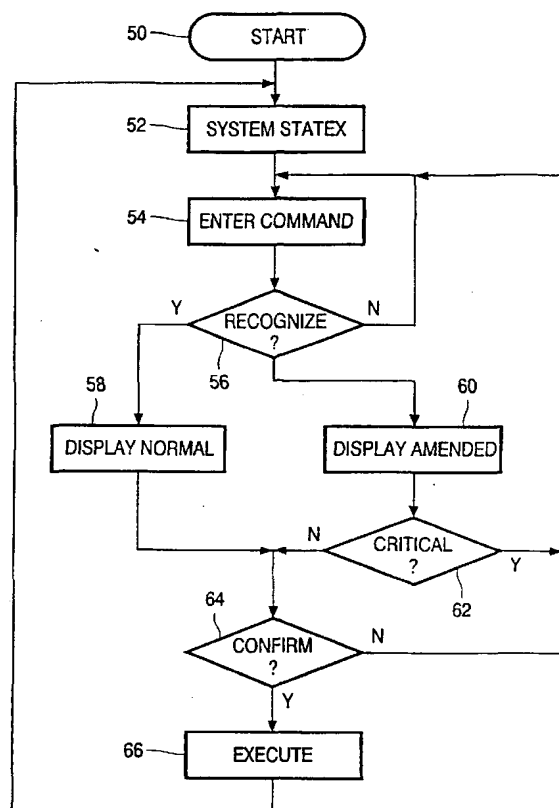 50
START
52
SYSTEM STATEX
54
ENTER COMMAND
Y
RECOGNIZE
?
N
56
58
DISPLAY NORMAL
60
DISPLAY AMENDED
N
CRITICAL
?
Y
62
64
CONFIRM
?
N
Y
66
EXECUTE